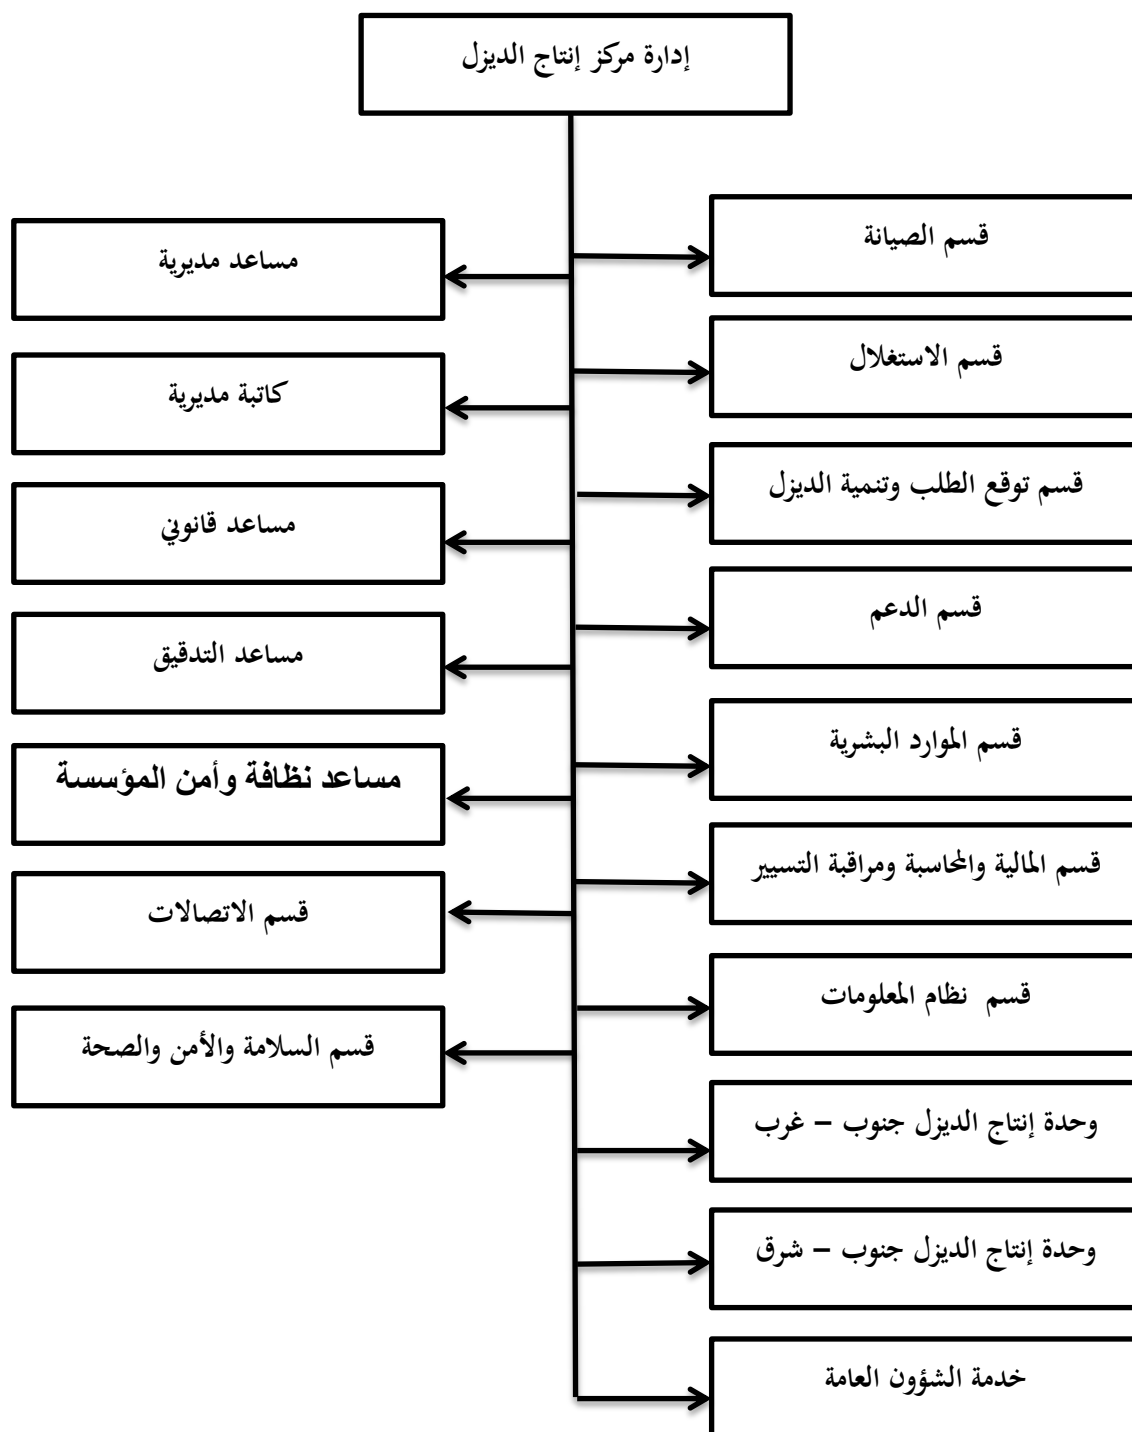 إدارة مركز إنتاج الديزل
قسم الصيانة
قسم الاستغلال
قسم توقع الطلب وتنمية الديزل
قسم الدعم
قسم الموارد البشرية
قسم المالية والمحاسبة ومراقبة التسيير
قسم نظام المعلومات
وحدة إنتاج الديزل جنوب – غرب
وحدة إنتاج الديزل جنوب – شرق
خدمة الشؤون العامة
مساعد مديرية
كاتبة مديرية
مساعد قانوني
مساعد التدقيق
مساعد نظافة وأمن المؤسسة
قسم الاتصالات
قسم السلامة والأمن والصحة